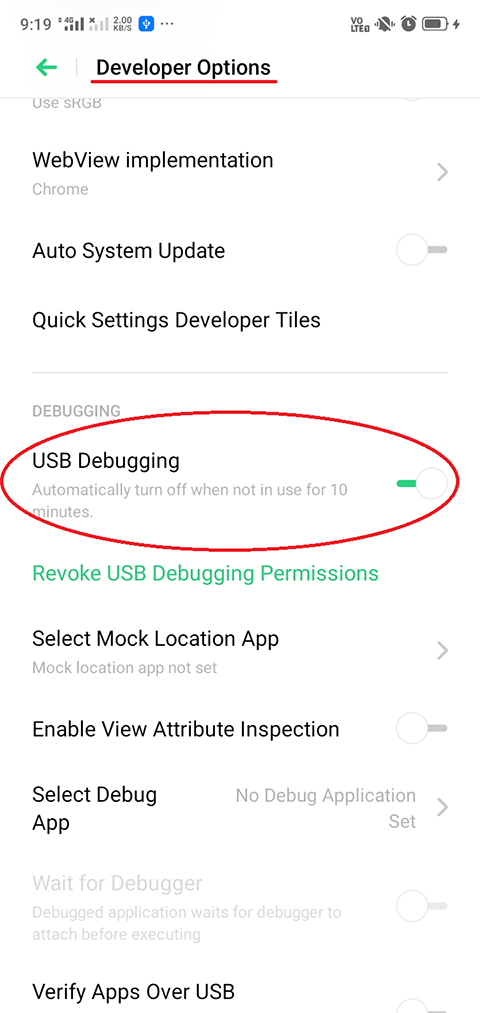 9:19 4G 2.00 KB/S ··· VO LTE
Developer Options
Use sRGB
WebView implementation
Chrome
Auto System Update
Quick Settings Developer Tiles
DEBUGGING
USB Debugging
Automatically turn off when not in use for 10
minutes.
Revoke USB Debugging Permissions
Select Mock Location App
Mock location app not set
Enable View Attribute Inspection
Select Debug
App
No Debug Application
Set
Wait for Debugger
Debugged application waits for debugger to
attach before executing
Verify Apps Over USB